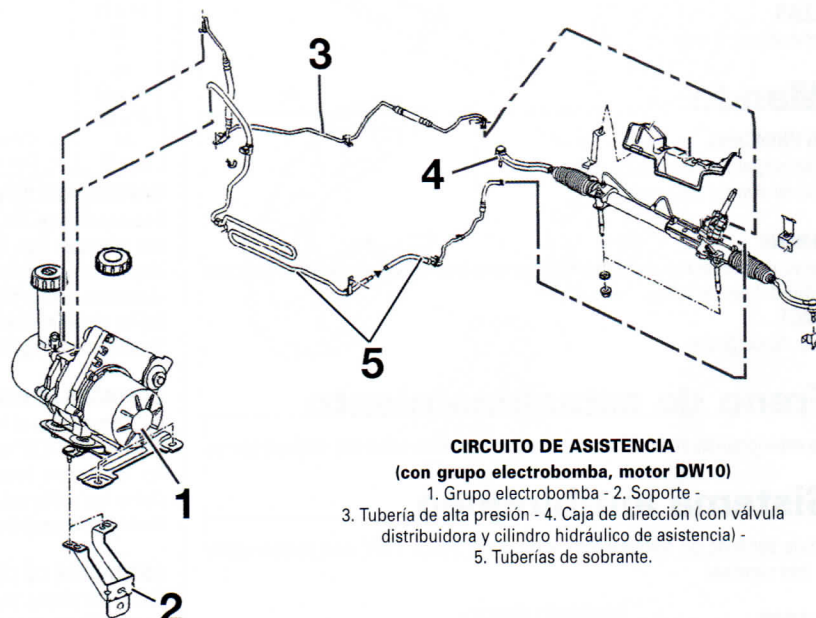 3
4
5
1
2
CIRCUITO DE ASISTENCIA
(con grupo electrobomba, motor DW10)
1. Grupo electrobomba - 2. Soporte -
3. Tubería de alta presión - 4. Caja de dirección (con válvula
distribuidora y cilindro hidráulico de asistencia) -
5. Tuberías de sobrante.